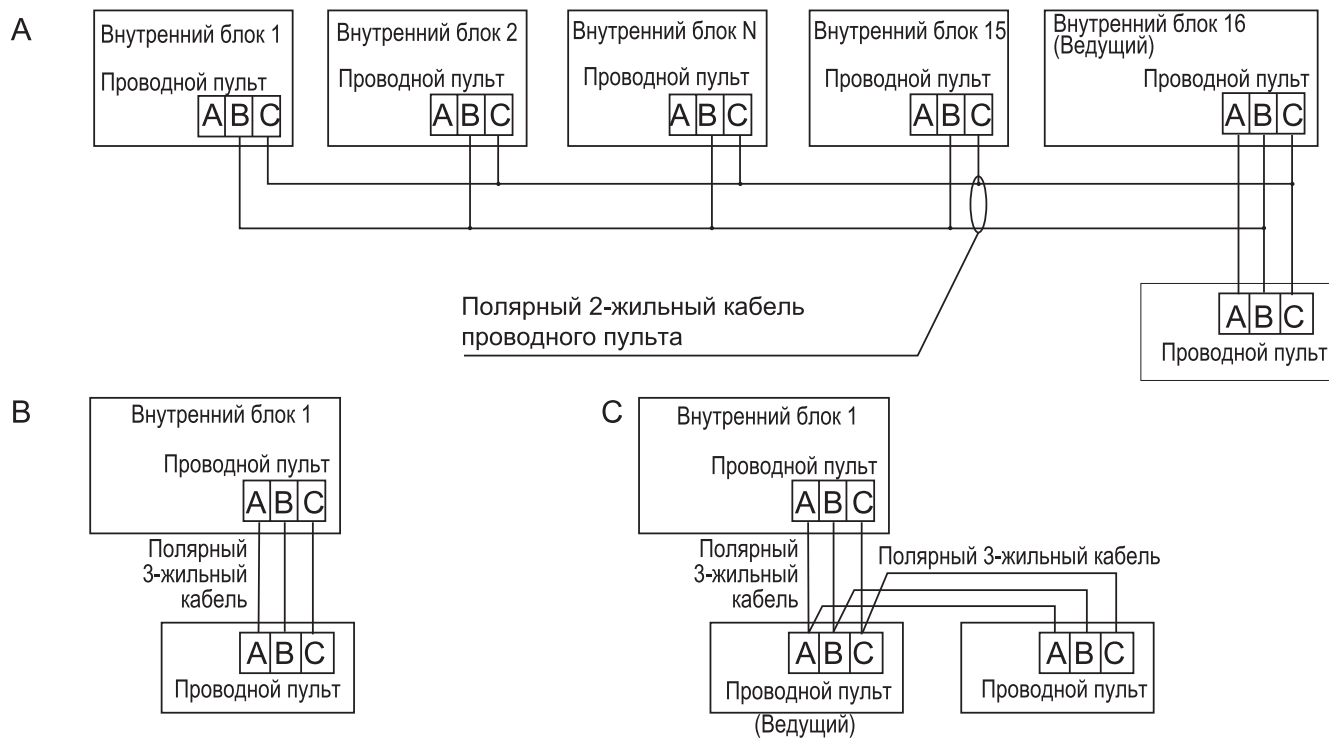 A
Внутренний блок 1
Проводной пульт
A B C
Внутренний блок 2
Проводной пульт
A B C
Внутренний блок N
Проводной пульт
A B C
Внутренний блок 15
Проводной пульт
A B C
Внутренний блок 16
(Ведущий)
Проводной пульт
A B C
Полярный 2-жильный кабель
проводного пульта
A B C
Проводной пульт
B
Внутренний блок 1
Проводной пульт
A B C
Полярный
3-жильный
кабель
A B C
Проводной пульт
C
Внутренний блок 1
Проводной пульт
A B C
Полярный
3-жильный
кабель
Полярный 3-жильный кабель
A B C
Проводной пульт
(Ведущий)
A B C
Проводной пульт